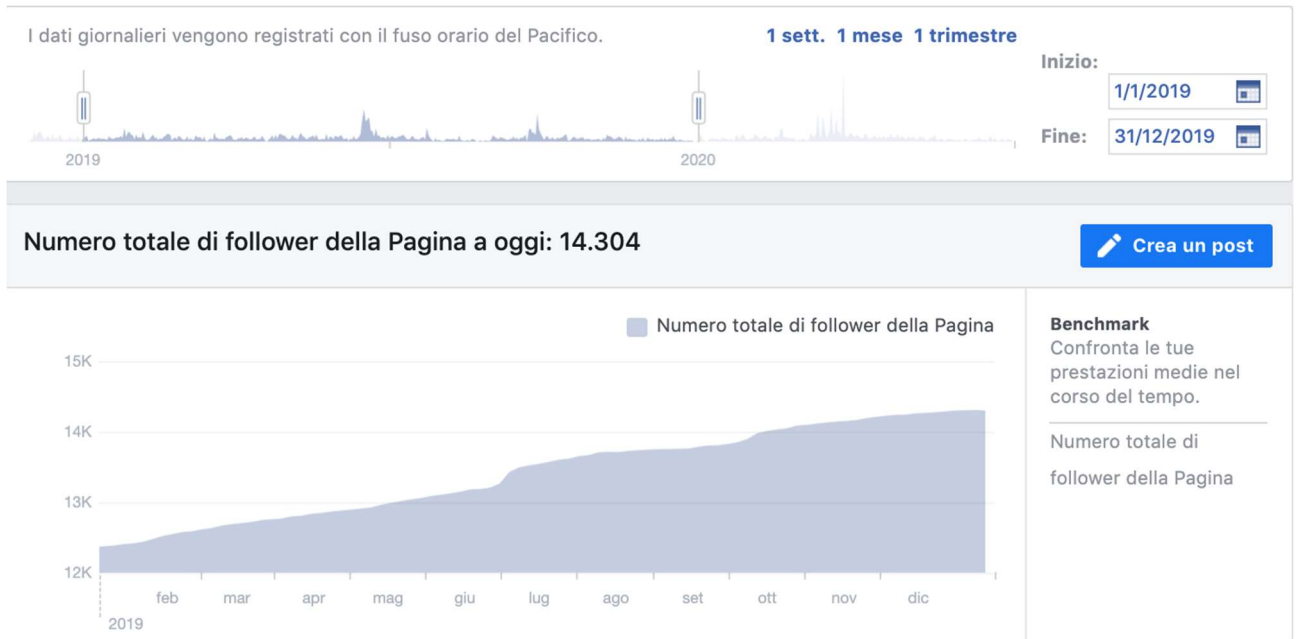 I dati giornalieri vengono registrati con il fuso orario del Pacifico.
1 sett. 1 mese 1 trimestre
Inizio:
1/1/2019
Fine:
31/12/2019
2019
2020
Numero totale di follower della Pagina a oggi: 14.304
Crea un post
Numero totale di follower della Pagina
15K
14K
13K
12K
feb mar apr mag giu lug ago set ott nov dic
2019
Benchmark
Confronta le tue
prestazioni medie nel
corso del tempo.
Numero totale di
follower della Pagina